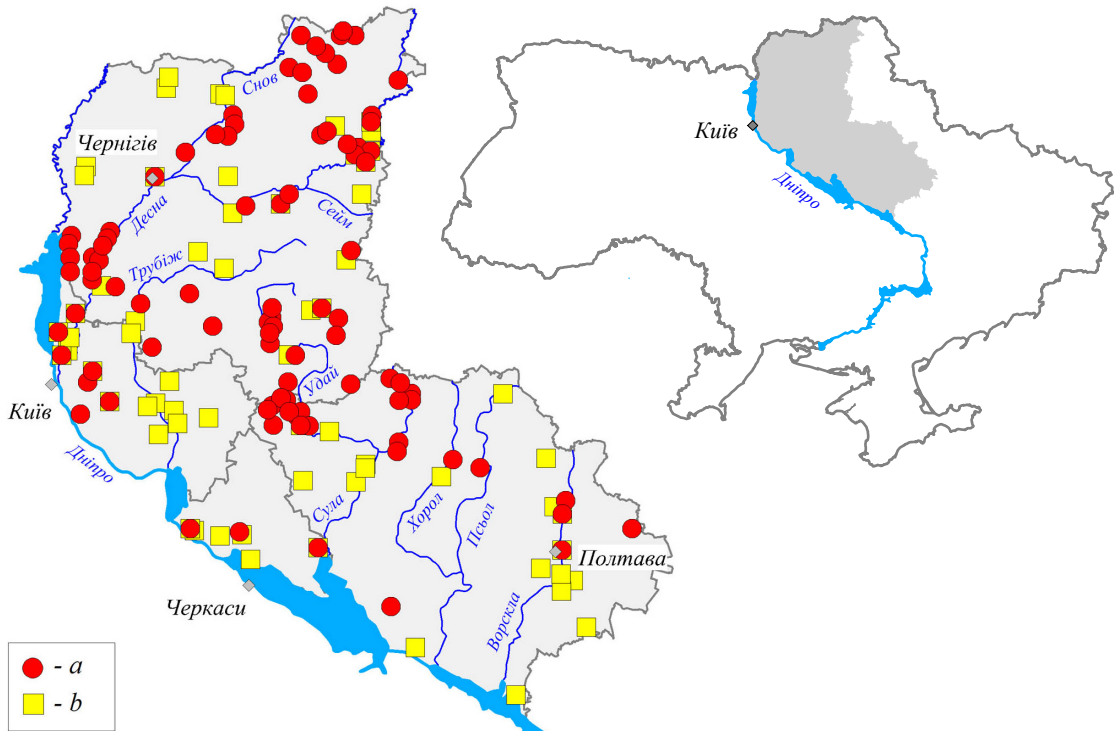 Снов
Чернігів
Київ
Десна
Сейм
Дніпро
Трубіж
Удай
Київ
Дніпро
Сула
Хорол
Псьол
Полтава
Черкаси
Ворскла
- a
- b